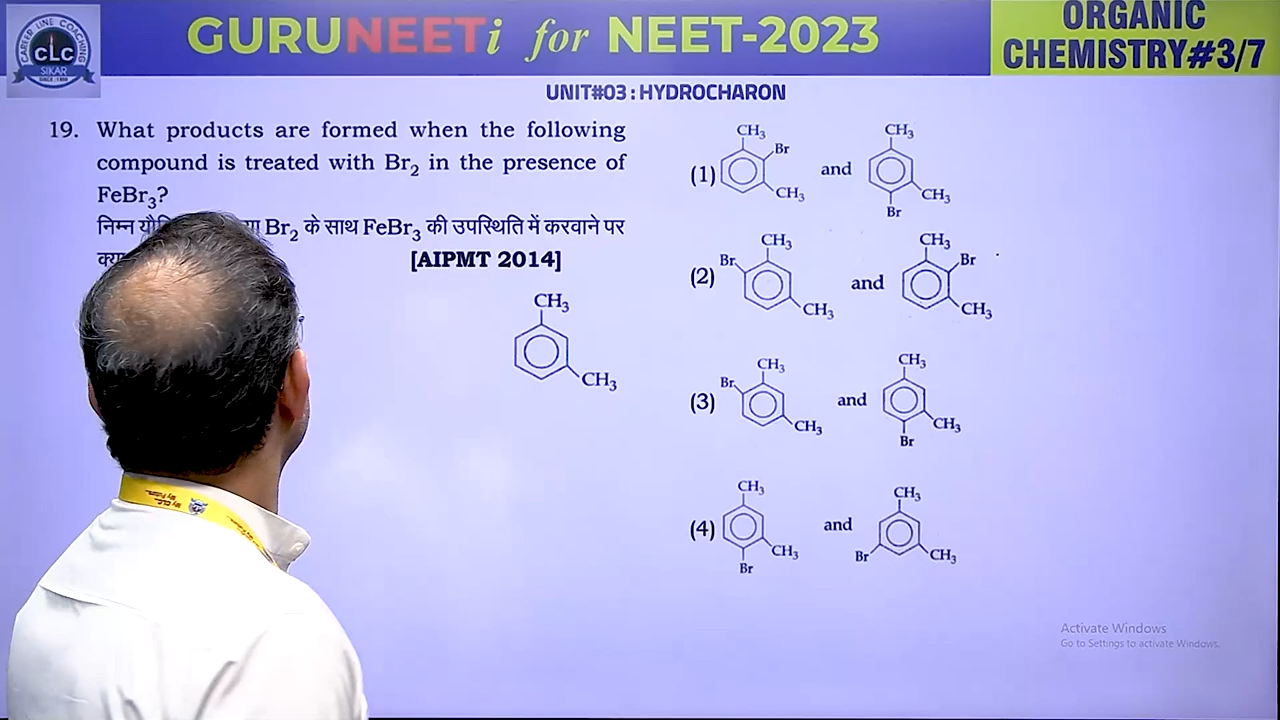 GURUNEETi for NEET-2023
ORGANIC
CHEMISTRY#3/7
CAREER LINE COACHING
CLC
SIKAR
UNIT#03 : HYDROCHARON
19. What products are formed when the following
compound is treated with Br2 in the presence of
FeBr3?
निम्न Br2 के साथ FeBr3 की उपस्थिति में करवाने पर
[AIPMT 2014]
CH3
CH3
(1)
CH3
Br
CH3
and
CH3
CH3
Br
(2)
CH3
Br
CH3
and
CH3
Br
CH3
(3)
CH3
Br
CH3
and
CH3
CH3
Br
(4)
CH3
CH3
Br
and
CH3
Br
CH3
Activate Windows
Go to Settings to activate Windows.